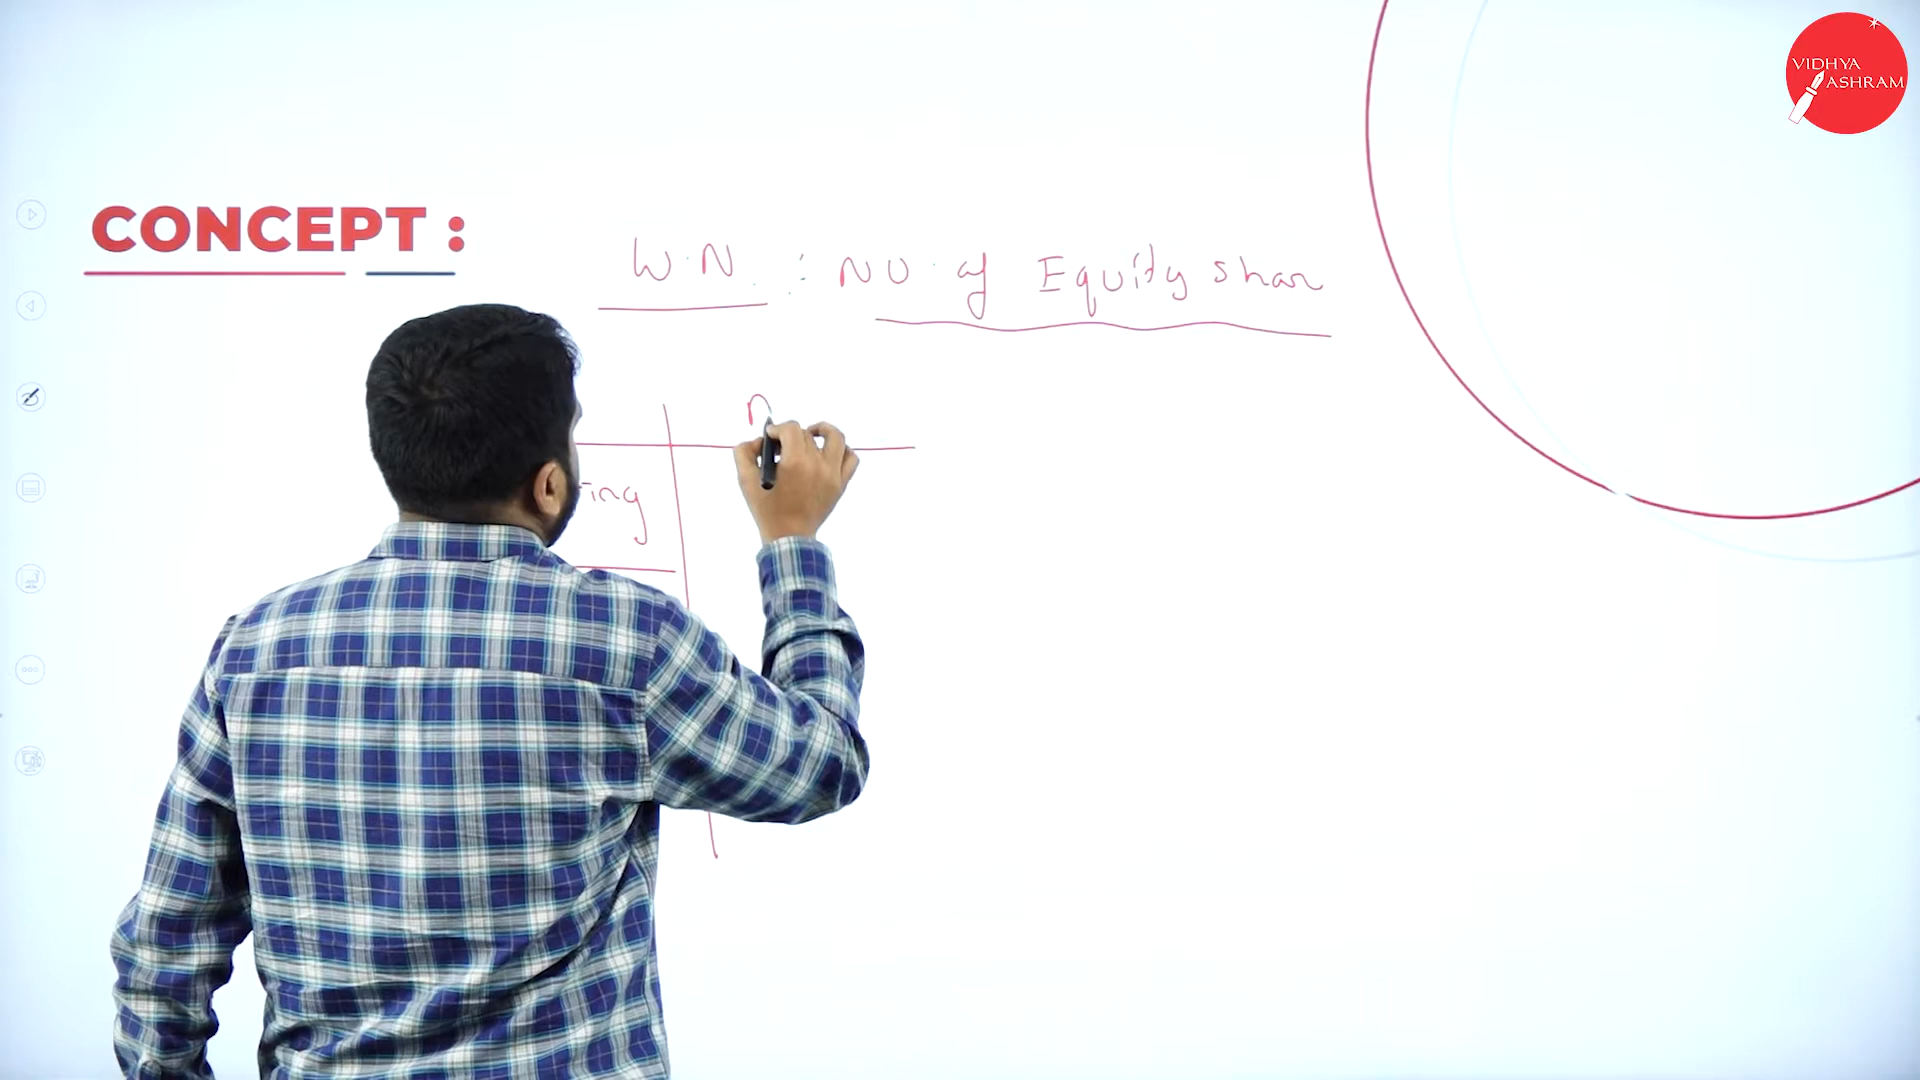 VIDHYA
ASHRAM
CONCEPT :
W.N. : NO. of Equity share
n
ing